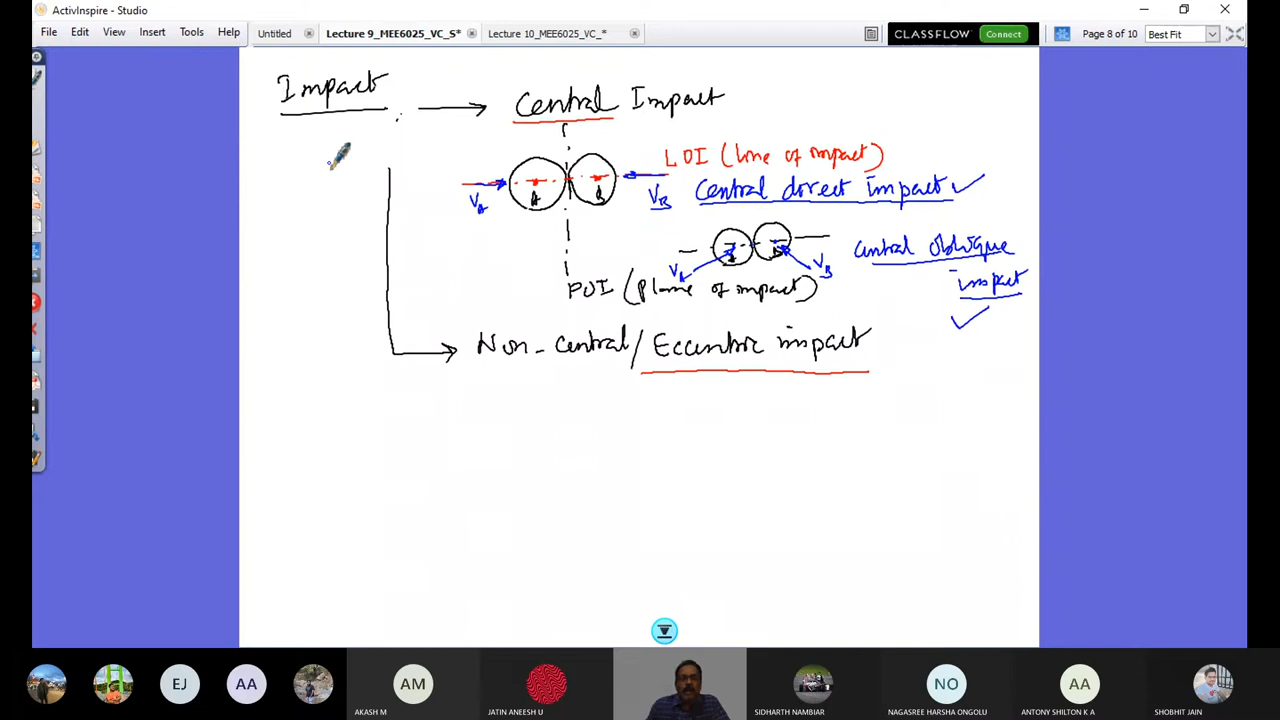 ActivInspire - Studio
File Edit View Insert Tools Help Untitled Lecture 9_MEE6025_VC_S* Lecture 10_MEE6025_VC_* CLASSFLOW Connect Page 8 of 10 Best Fit
Impact → Central Impact
LOI (line of impact)
VA A B VB Central direct impact ✓
VA VB Central oblique
impact
POI (plane of impact)
Non-central/Eccentric impact
EJ AA AM NO AA
AKASH M JATIN ANEESH U SIDHARTH NAMBIAR NAGASREE HARSHA ONGOLU ANTONY SHILTON K A SHOBHIT JAIN